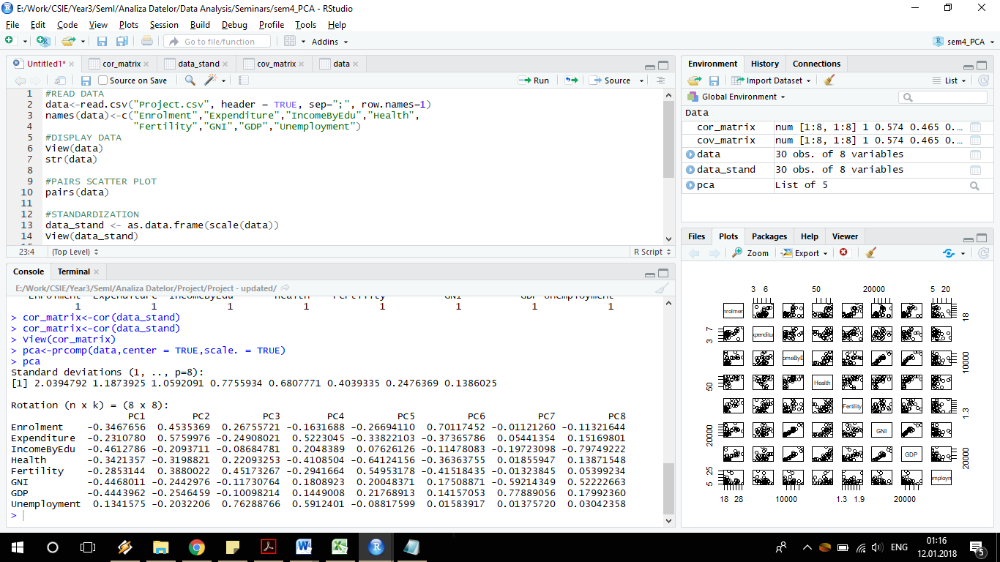 E:/Work/CSIE/Year3/SemI/Analiza Datelor/Data Analysis/Seminars/sem4_PCA - RStudio
File Edit Code View Plots Session Build Debug Profile Tools Help
Go to file/function Addins sem4_PCA
Untitled1* cor_matrix data_stand cov_matrix data
Source on Save Run Source
1 #READ DATA
2 data<-read.csv("Project.csv", header = TRUE, sep=";", row.names=1)
3 names(data)<-c("Enrolment","Expenditure","IncomeByEdu","Health",
4 "Fertility","GNI","GDP","Unemployment")
5 #DISPLAY DATA
6 View(data)
7 str(data)
8
9 #PAIRS SCATTER PLOT
10 pairs(data)
11
12 #STANDARDIZATION
13 data_stand <- as.data.frame(scale(data))
14 View(data_stand)
23:4 (Top Level) R Script
Console Terminal
E:/Work/CSIE/Year3/SemI/Analiza Datelor/Project/Project - updated/
Enrolment Expenditure IncomeByEdu Health Fertility GNI GDP Unemployment
1 1 1 1 1 1 1 1
> cor_matrix<-cor(data_stand)
> cor_matrix<-cor(data_stand)
> View(cor_matrix)
> pca<-prcomp(data,center = TRUE,scale. = TRUE)
> pca
Standard deviations (1, .., p=8):
[1] 2.0394792 1.1873925 1.0592091 0.7755934 0.6807771 0.4039335 0.2476369 0.1386025
Rotation (n x k) = (8 x 8):
PC1 PC2 PC3 PC4 PC5 PC6 PC7 PC8
Enrolment -0.3467656 0.4535369 0.26755721 -0.1631688 -0.26694110 0.70117452 -0.01121260 -0.11321644
Expenditure -0.2310780 0.5759976 -0.24908021 0.5223045 -0.33822103 -0.37365786 0.05441354 0.15169801
IncomeByEdu -0.4612786 -0.2093711 -0.08684781 0.2048389 0.07626126 -0.11478083 -0.19723098 -0.79749222
Health -0.3421357 -0.3198821 0.22093253 -0.4108504 -0.64124156 -0.36363755 0.01855947 0.13871548
Fertility -0.2853144 0.3880022 0.45173267 -0.2941664 0.54953178 -0.41518435 -0.01323845 0.05399234
GNI -0.4468011 -0.2442976 -0.11730764 0.1808923 0.20048371 0.17508871 -0.59214349 0.52222663
GDP -0.4443962 -0.2546459 -0.10098214 0.1449008 0.21768913 0.14157053 0.77889056 0.17992360
Unemployment 0.1341575 -0.2032206 0.76288766 0.5912401 -0.08817599 0.01583917 0.01375720 0.03042358
>
Environment History Connections
Import Dataset List
Global Environment
Data
cor_matrix num [1:8, 1:8] 1 0.574 0.465 0....
cov_matrix num [1:8, 1:8] 1 0.574 0.465 0....
data 30 obs. of 8 variables
data_stand 30 obs. of 8 variables
pca List of 5
Files Plots Packages Help Viewer
Zoom Export
3 6 50 20000 5 20
nrolmen 18
3 7 xpenditu
omeByE 10000
50 Health
Fertility 1.3
20000 GNI
GDP 20000
5 25 employm
18 28 10000 1.3 1.9 20000
ENG 01:16
12.01.2018 5